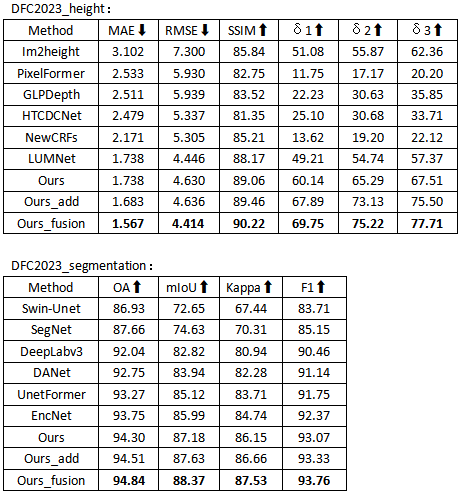 DFC2023_height：
Method MAE⬇ RMSE⬇ SSIM⬆ δ1⬆ δ2⬆ δ3⬆
Im2height 3.102 7.300 85.84 51.08 55.87 62.36
PixelFormer 2.533 5.930 82.75 11.75 17.17 20.20
GLPDepth 2.511 5.939 83.52 22.23 30.63 35.85
HTCDCNet 2.479 5.337 81.35 25.10 30.68 33.71
NewCRFs 2.171 5.305 85.21 13.62 19.20 22.12
LUMNet 1.738 4.446 88.17 49.21 54.74 57.37
Ours 1.738 4.630 89.06 60.14 65.29 67.51
Ours_add 1.683 4.636 89.46 67.89 73.13 75.50
Ours_fusion 1.567 4.414 90.22 69.75 75.22 77.71
DFC2023_segmentation：
Method OA⬆ mIoU⬆ Kappa⬆ F1⬆
Swin-Unet 86.93 72.65 67.44 83.71
SegNet 87.66 74.63 70.31 85.15
DeepLabv3 92.04 82.82 80.94 90.46
DANet 92.75 83.94 82.28 91.14
UnetFormer 93.27 85.12 83.71 91.75
EncNet 93.75 85.99 84.74 92.37
Ours 94.30 87.18 86.15 93.07
Ours_add 94.51 87.63 86.66 93.33
Ours_fusion 94.84 88.37 87.53 93.76